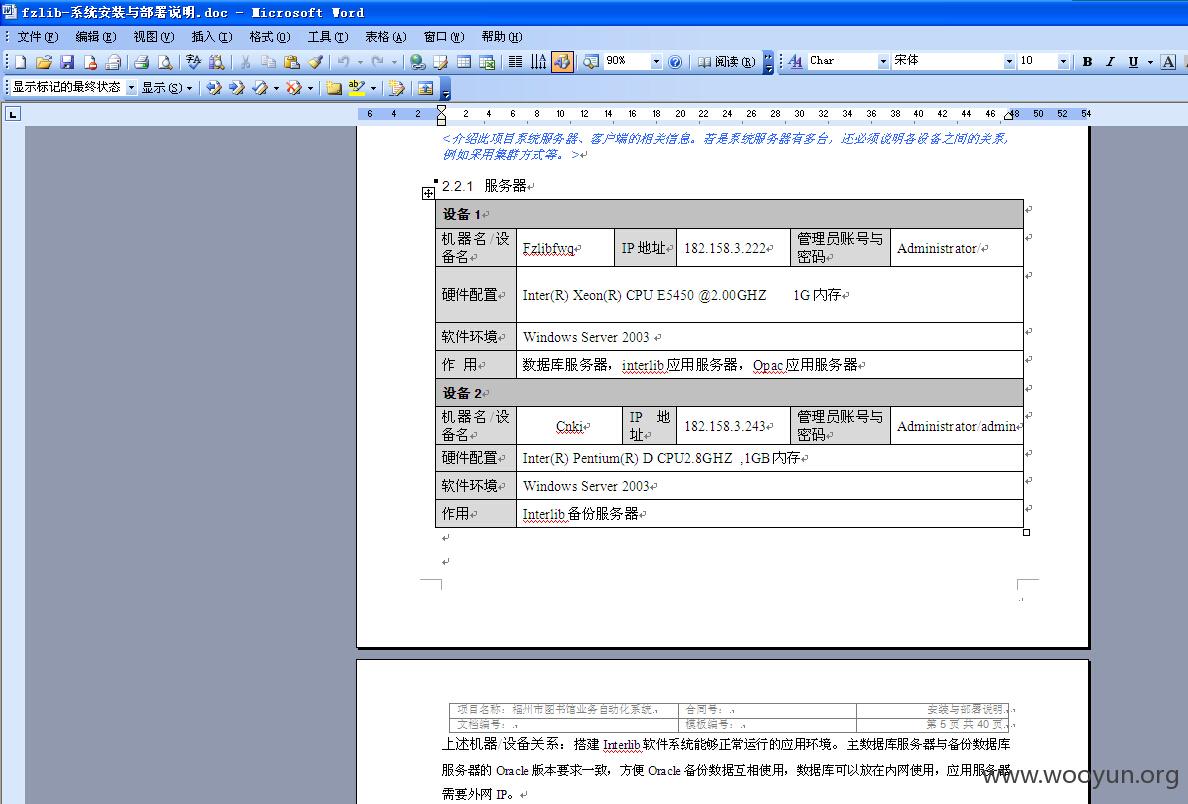 fzlib-系统安装与部署说明.doc - Microsoft Word
文件(F) 编辑(E) 视图(V) 插入(I) 格式(O) 工具(T) 表格(A) 窗口(W) 帮助(H)
90% 阅读(R) Char 宋体 10 B I U A
显示标记的最终状态 显示(S)
6 4 2 2 4 6 8 10 12 14 16 18 20 22 24 26 28 30 32 34 36 38 40 42 44 46 48 50 52 54
<介绍此项目系统服务器、客户端的相关信息。若是系统服务器有多台，还必须说明各设备之间的关系，
例如采用集群方式等。>
2.2.1 服务器
设备 1
机器名/设备名 Fzlibfwq IP 地址 182.158.3.222 管理员账号与密码 Administrator/
硬件配置 Inter(R) Xeon(R) CPU E5450 @2.00GHZ 1G 内存
软件环境 Windows Server 2003
作 用 数据库服务器，interlib 应用服务器，Opac 应用服务器
设备 2
机器名/设备名 Cnki IP 地址 182.158.3.243 管理员账号与密码 Administrator/admin
硬件配置 Inter(R) Pentium(R) D CPU2.8GHZ ,1GB 内存
软件环境 Windows Server 2003
作用 Interlib 备份服务器
项目名称：福州市图书馆业务自动化系统 合同号： 安装与部署说明
文档编号： 模板编号： 第 5 页 共 40 页
上述机器/设备关系：搭建 Interlib 软件系统能够正常运行的应用环境。主数据库服务器与备份数据库
服务器的 Oracle 版本要求一致，方便 Oracle 备份数据互相使用，数据库可以放在内网使用，应用服务器
需要外网 IP。
www.wooyun.org